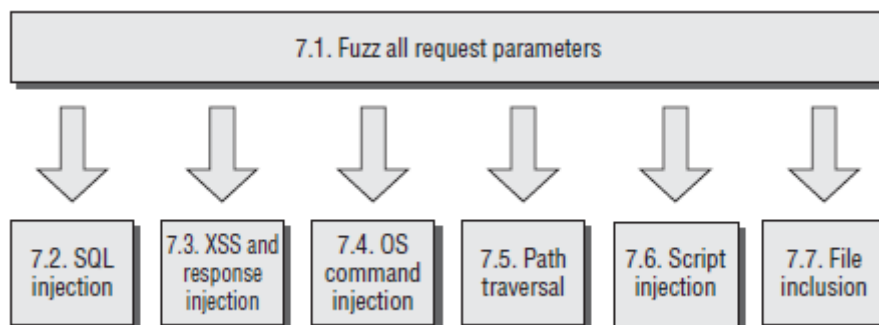 7.1. Fuzz all request parameters
7.2. SQL
injection
7.3. XSS and
response
injection
7.4. OS
command
injection
7.5. Path
traversal
7.6. Script
injection
7.7. File
inclusion